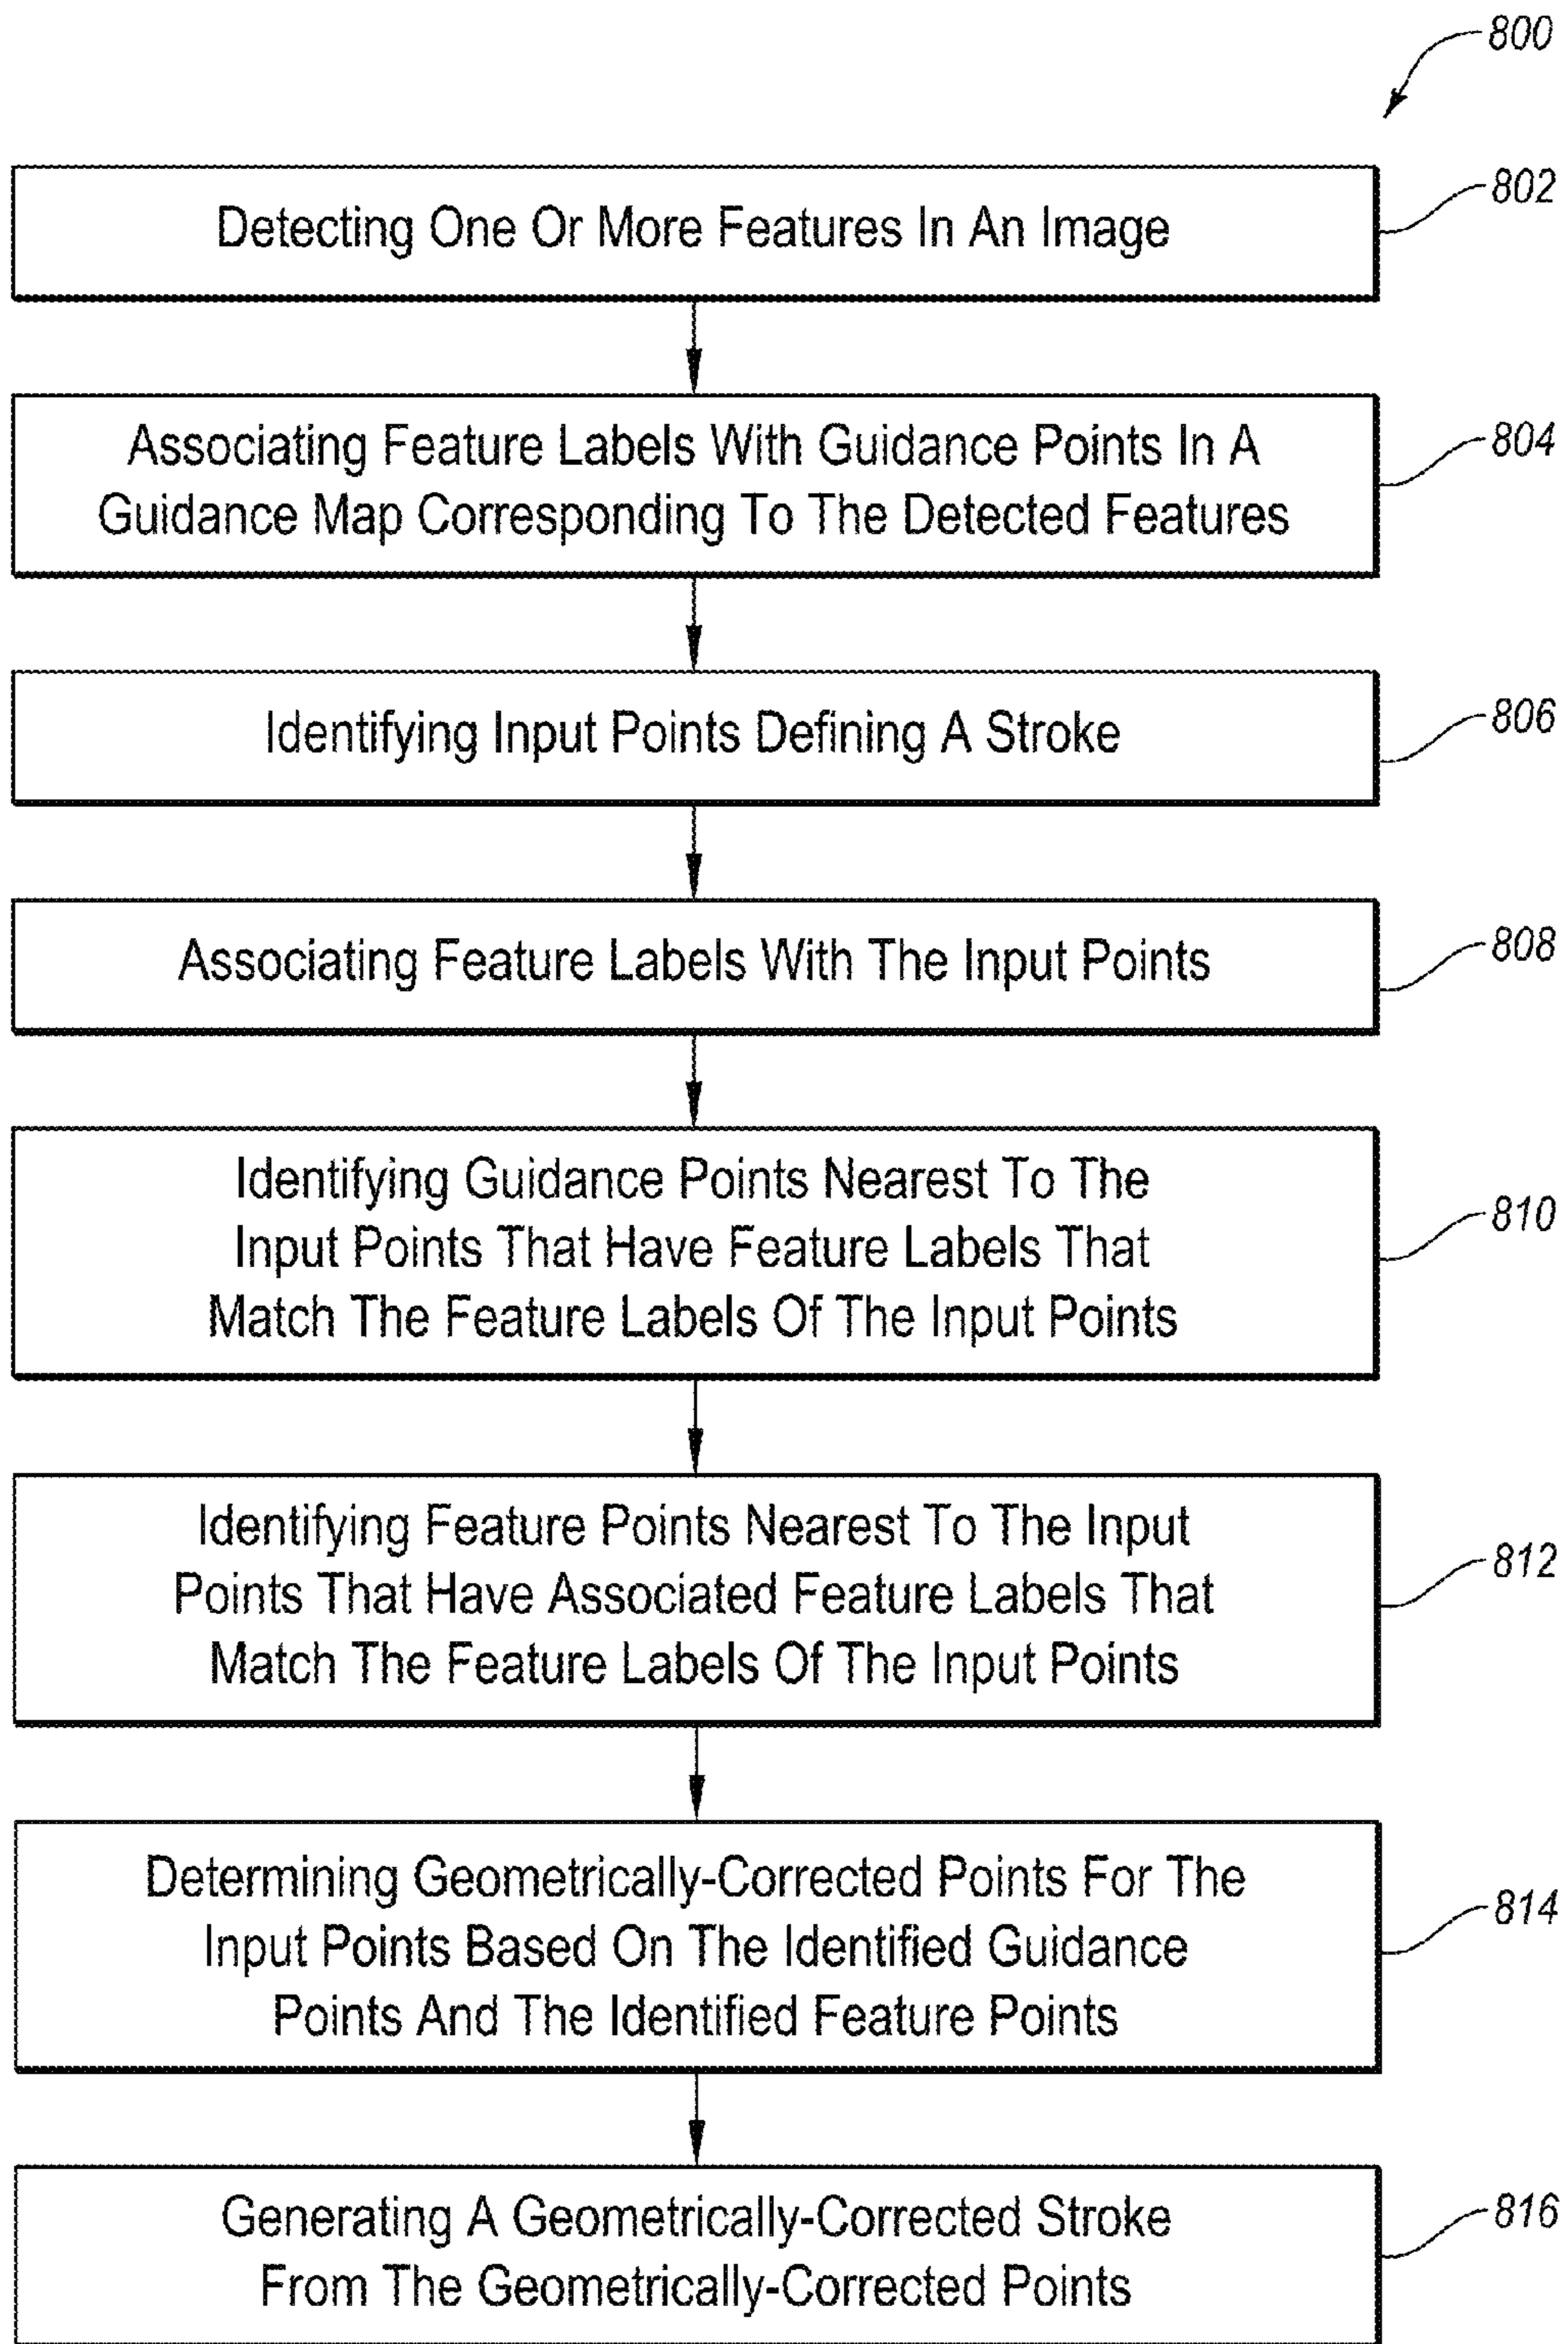 800
Detecting One Or More Features In An Image
802
Associating Feature Labels With Guidance Points In A
Guidance Map Corresponding To The Detected Features
804
Identifying Input Points Defining A Stroke
806
Associating Feature Labels With The Input Points
808
Identifying Guidance Points Nearest To The
Input Points That Have Feature Labels That
Match The Feature Labels Of The Input Points
810
Identifying Feature Points Nearest To The Input
Points That Have Associated Feature Labels That
Match The Feature Labels Of The Input Points
812
Determining Geometrically-Corrected Points For The
Input Points Based On The Identified Guidance
Points And The Identified Feature Points
814
Generating A Geometrically-Corrected Stroke
From The Geometrically-Corrected Points
816